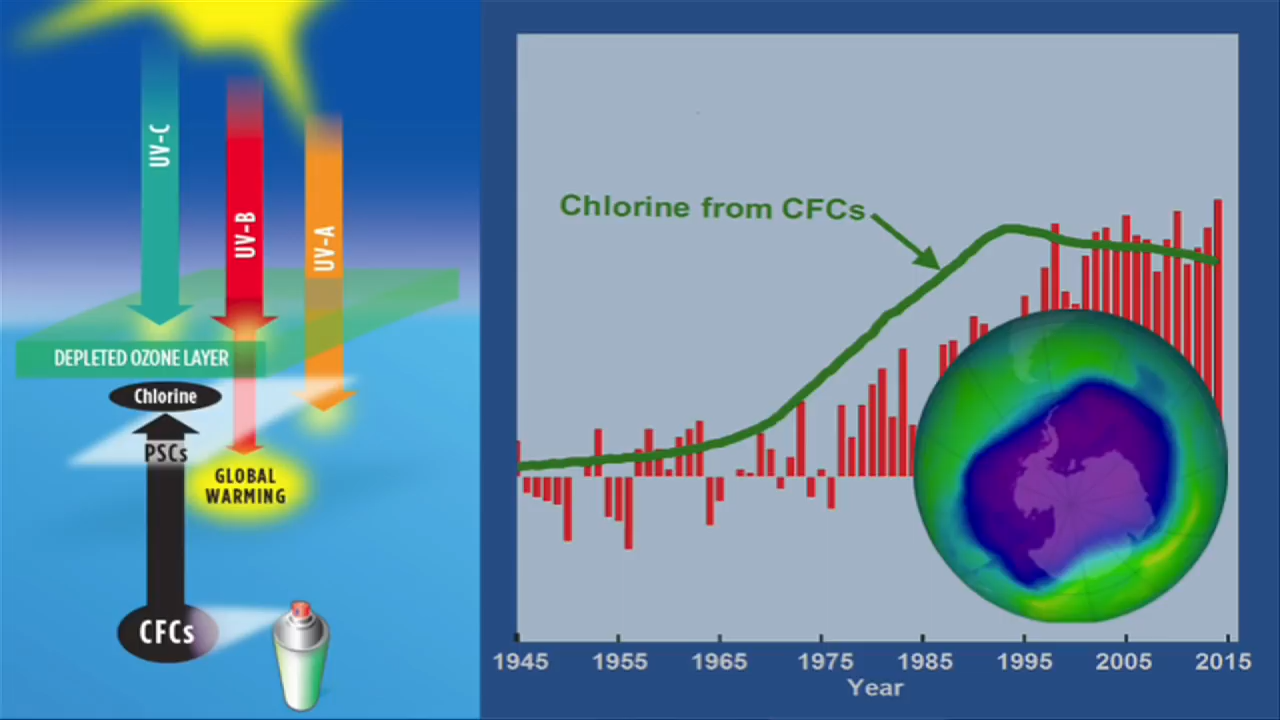 UV-C
UV-B
UV-A
DEPLETED OZONE LAYER
Chlorine
PSCs
GLOBAL
WARMING
CFCs
Chlorine from CFCs
1945 1955 1965 1975 1985 1995 2005 2015
Year